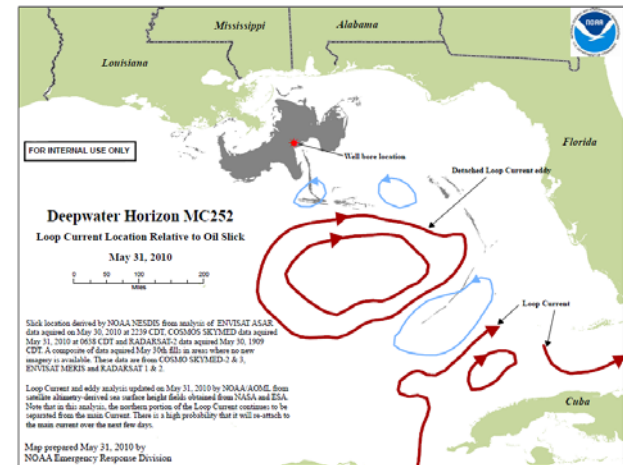 Mississippi
Alabama
NOAA
Louisiana
FOR INTERNAL USE ONLY
Florida
Well bore location
Detached Loop Current eddy
Deepwater Horizon MC252
Loop Current Location Relative to Oil Slick
May 31, 2010
0 50 100 200
Miles
Loop Current
Slick location derived by NOAA/NESDIS from analysis of ENVISAT ASAR
data aquired on May 30, 2010 at 2239 CDT, COSMOS SKYMED data aquired
May 31, 2010 at 0638 CDT and RADARSAT-2 data aquired May 30, 1909
CDT. A composite of data aquired May 30th fills in areas where no new
imagery is available. These data are from COSMO SKYMED-2 & 3,
ENVISAT MERIS and RADARSAT 1 & 2.
Loop Current and eddy analysis updated on May 31, 2010 by NOAA/AOML from
satellite altimetry-derived sea surface height fields obtained from NASA and ESA.
Note that in this analysis, the northern portion of the Loop Current continues to be
separated from the main Current. There is a high probability that it will re-attach to
the main current over the next few days.
Cuba
Map prepared May 31, 2010 by
NOAA Emergency Response Division